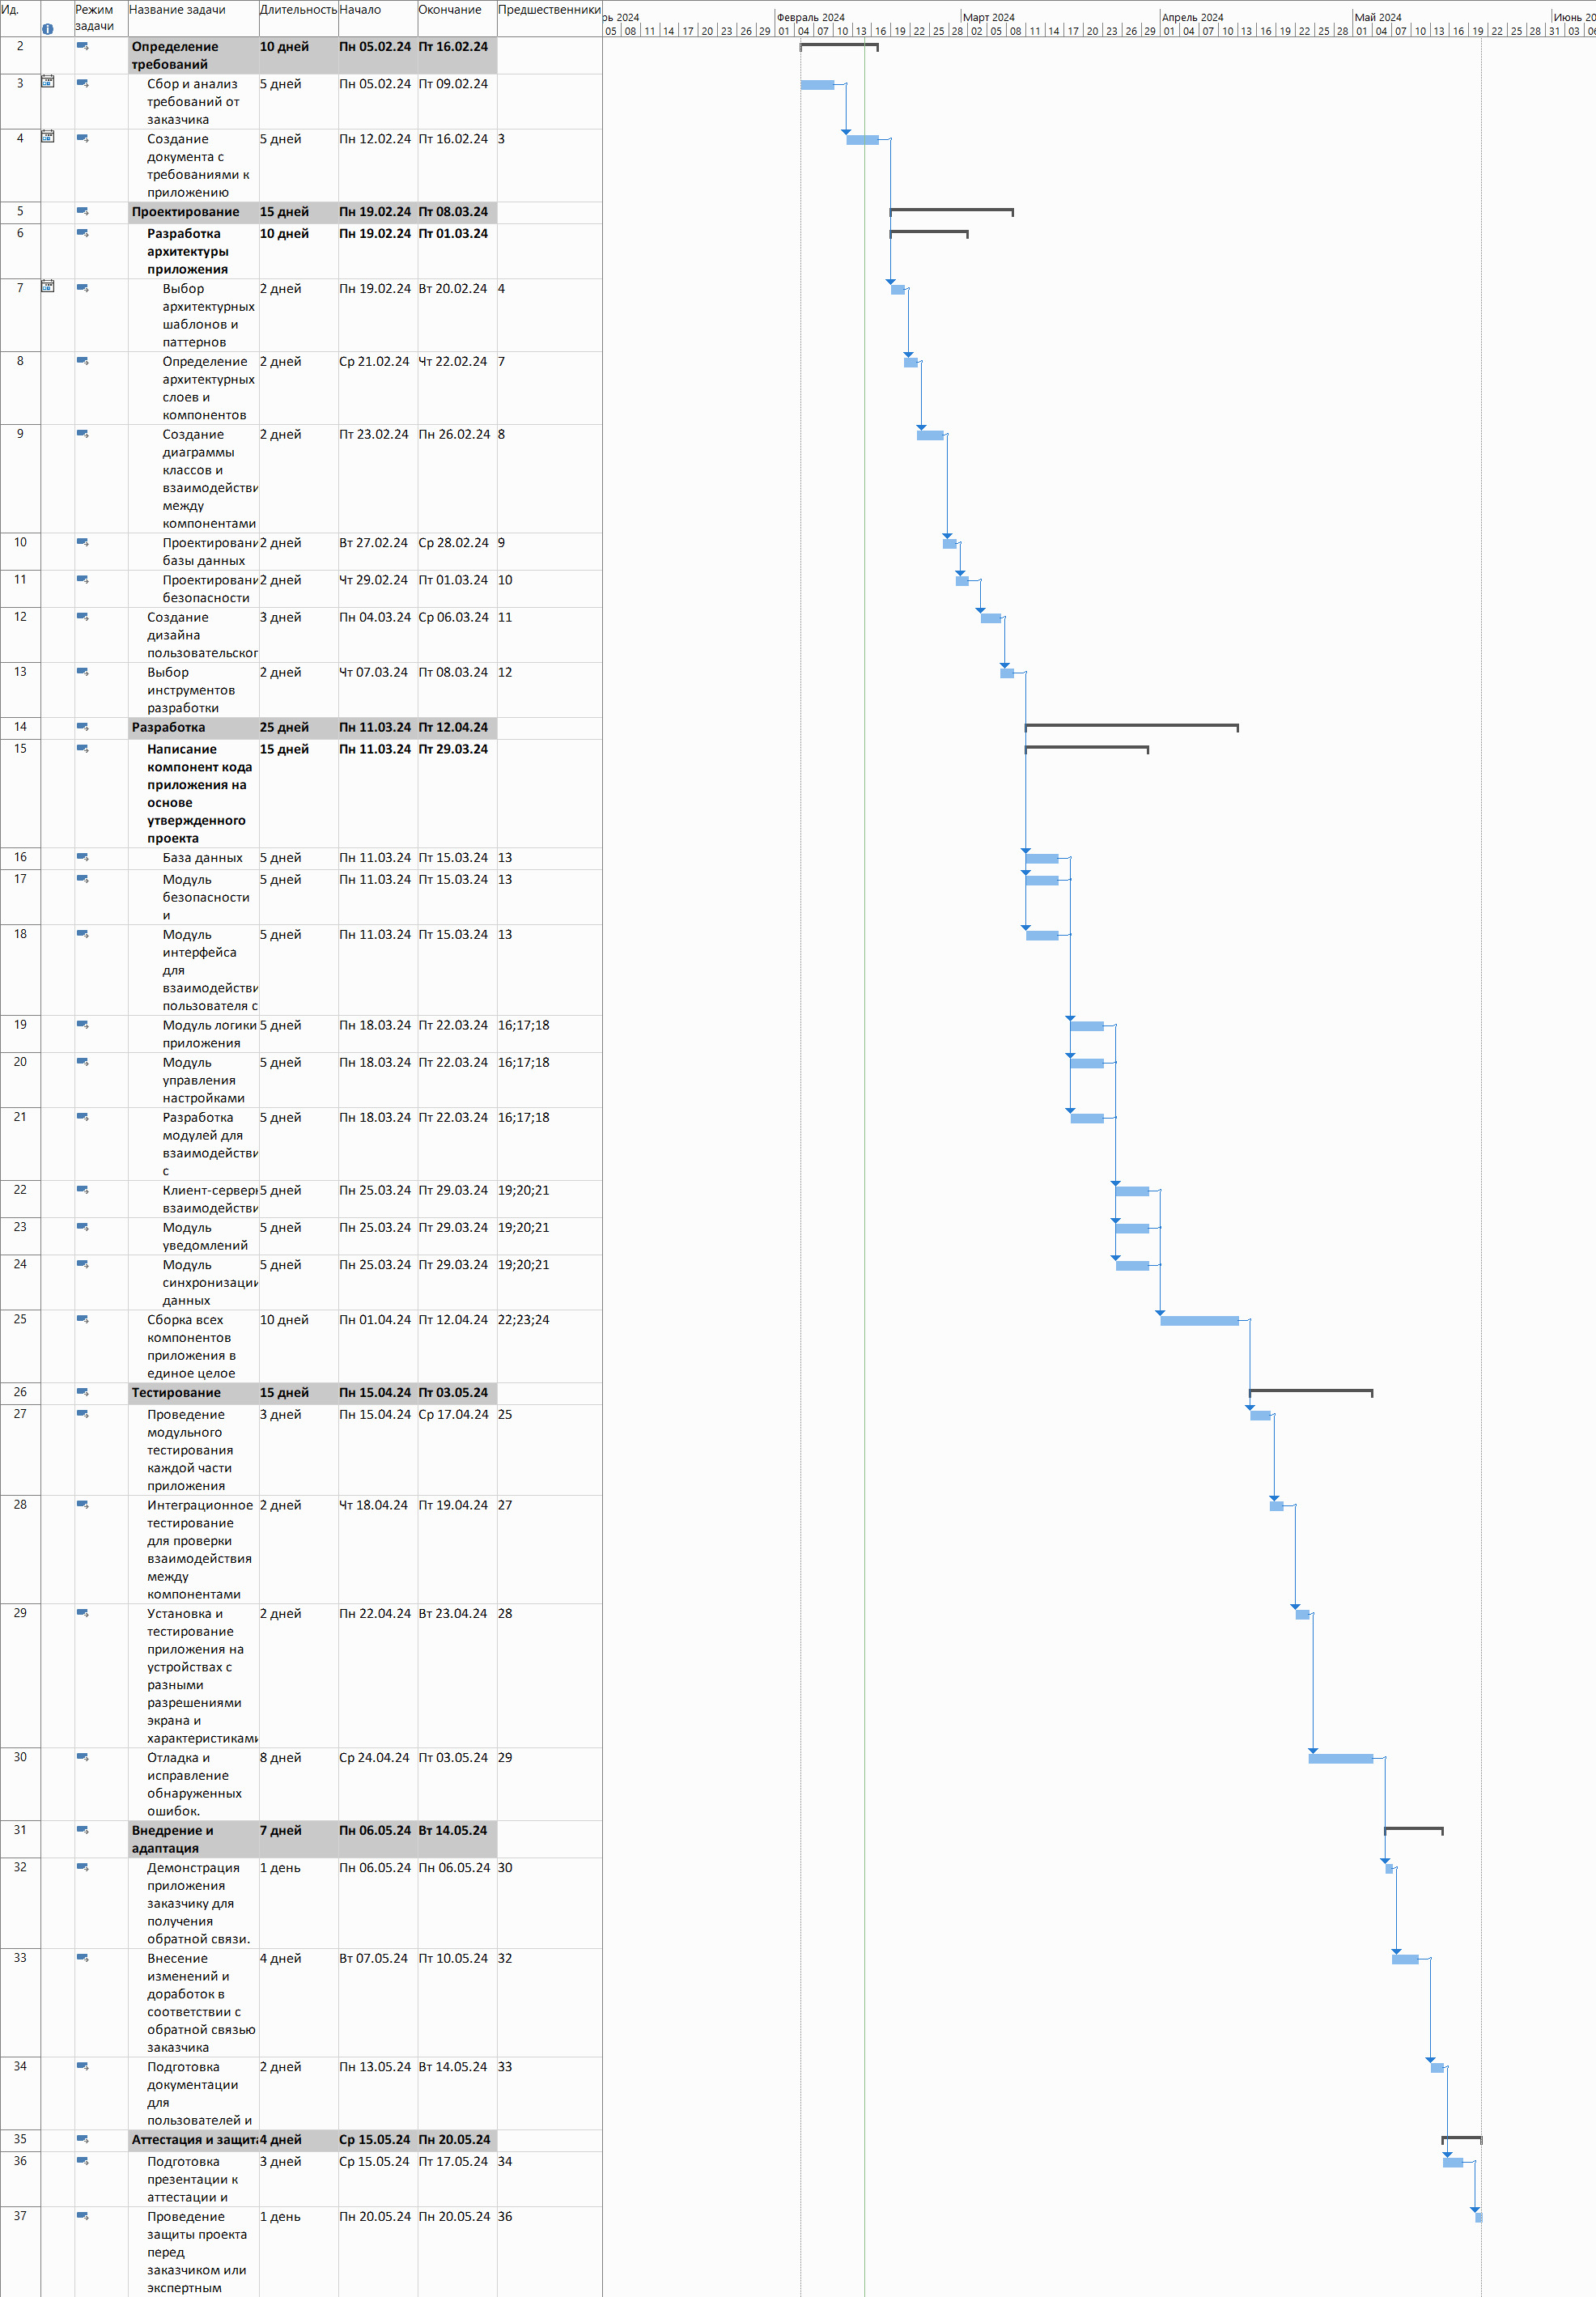 Ид. Режим задачи Название задачи Длительность Начало Окончание Предшественники
рь 2024 Февраль 2024 Март 2024 Апрель 2024 Май 2024 Июнь 20
05 08 11 14 17 20 23 26 29 01 04 07 10 13 16 19 22 25 28 02 05 08 11 14 17 20 23 26 29 01 04 07 10 13 16 19 22 25 28 01 04 07 10 13 16 19 22 25 28 31 03 06
2 Определение 10 дней Пн 05.02.24 Пт 16.02.24
требований
3 Сбор и анализ 5 дней Пн 05.02.24 Пт 09.02.24
требований от
заказчика
4 Создание 5 дней Пн 12.02.24 Пт 16.02.24 3
документа с
требованиями к
приложению
5 Проектирование 15 дней Пн 19.02.24 Пт 08.03.24
6 Разработка 10 дней Пн 19.02.24 Пт 01.03.24
архитектуры
приложения
7 Выбор 2 дней Пн 19.02.24 Вт 20.02.24 4
архитектурных
шаблонов и
паттернов
8 Определение 2 дней Ср 21.02.24 Чт 22.02.24 7
архитектурных
слоев и
компонентов
9 Создание 2 дней Пт 23.02.24 Пн 26.02.24 8
диаграммы
классов и
взаимодействи
между
компонентами
10 Проектировани 2 дней Вт 27.02.24 Ср 28.02.24 9
базы данных
11 Проектировани 2 дней Чт 29.02.24 Пт 01.03.24 10
безопасности
12 Создание 3 дней Пн 04.03.24 Ср 06.03.24 11
дизайна
пользовательског
13 Выбор 2 дней Чт 07.03.24 Пт 08.03.24 12
инструментов
разработки
14 Разработка 25 дней Пн 11.03.24 Пт 12.04.24
15 Написание 15 дней Пн 11.03.24 Пт 29.03.24
компонент кода
приложения на
основе
утвержденного
проекта
16 База данных 5 дней Пн 11.03.24 Пт 15.03.24 13
17 Модуль 5 дней Пн 11.03.24 Пт 15.03.24 13
безопасности
и
18 Модуль 5 дней Пн 11.03.24 Пт 15.03.24 13
интерфейса
для
взаимодействи
пользователя с
19 Модуль логики 5 дней Пн 18.03.24 Пт 22.03.24 16;17;18
приложения
20 Модуль 5 дней Пн 18.03.24 Пт 22.03.24 16;17;18
управления
настройками
21 Разработка 5 дней Пн 18.03.24 Пт 22.03.24 16;17;18
модулей для
взаимодействи
с
22 Клиент-серверн 5 дней Пн 25.03.24 Пт 29.03.24 19;20;21
взаимодействи
23 Модуль 5 дней Пн 25.03.24 Пт 29.03.24 19;20;21
уведомлений
24 Модуль 5 дней Пн 25.03.24 Пт 29.03.24 19;20;21
синхронизации
данных
25 Сборка всех 10 дней Пн 01.04.24 Пт 12.04.24 22;23;24
компонентов
приложения в
единое целое
26 Тестирование 15 дней Пн 15.04.24 Пт 03.05.24
27 Проведение 3 дней Пн 15.04.24 Ср 17.04.24 25
модульного
тестирования
каждой части
приложения
28 Интеграционное 2 дней Чт 18.04.24 Пт 19.04.24 27
тестирование
для проверки
взаимодействия
между
компонентами
29 Установка и 2 дней Пн 22.04.24 Вт 23.04.24 28
тестирование
приложения на
устройствах с
разными
разрешениями
экрана и
характеристиками
30 Отладка и 8 дней Ср 24.04.24 Пт 03.05.24 29
исправление
обнаруженных
ошибок.
31 Внедрение и 7 дней Пн 06.05.24 Вт 14.05.24
адаптация
32 Демонстрация 1 день Пн 06.05.24 Пн 06.05.24 30
приложения
заказчику для
получения
обратной связи.
33 Внесение 4 дней Вт 07.05.24 Пт 10.05.24 32
изменений и
доработок в
соответствии с
обратной связью
заказчика
34 Подготовка 2 дней Пн 13.05.24 Вт 14.05.24 33
документации
для
пользователей и
35 Аттестация и защита 4 дней Ср 15.05.24 Пн 20.05.24
36 Подготовка 3 дней Ср 15.05.24 Пт 17.05.24 34
презентации к
аттестации и
37 Проведение 1 день Пн 20.05.24 Пн 20.05.24 36
защиты проекта
перед
заказчиком или
экспертным